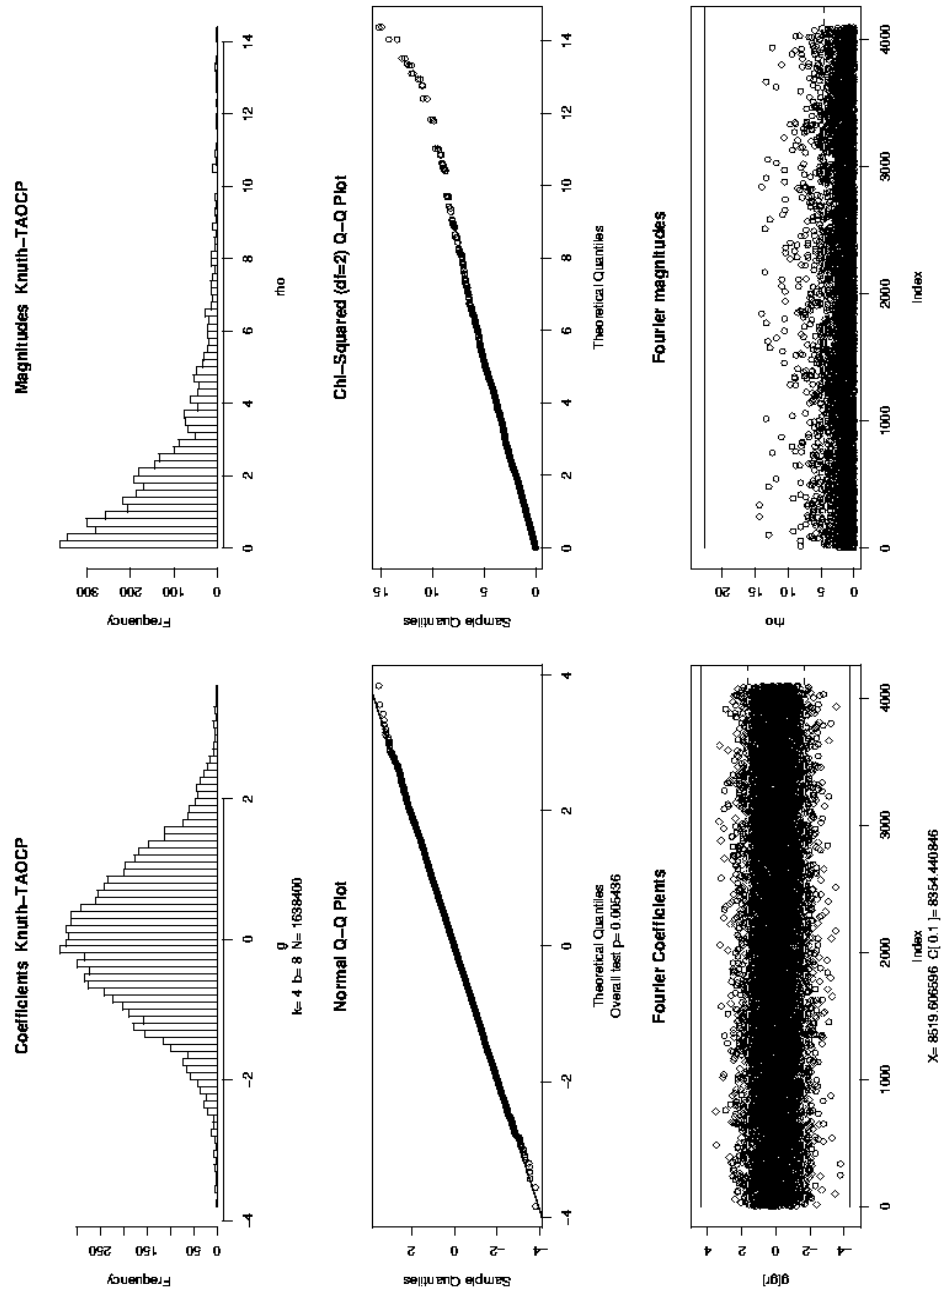 Coefficients Knuth−TAOCP
Frequency
0 50 150 250
−4 −2 0 2
g
k= 4 b= 8 N= 1638400
Magnitudes Knuth−TAOCP
Frequency
0 100 200 300
0 2 4 6 8 10 12 14
rho
Normal Q−Q Plot
Sample Quantiles
−4 −2 0 2
−4 −2 0 2 4
Theoretical Quantiles
Overall test p= 0.005436
Chi−Squared (df=2) Q−Q Plot
Sample Quantiles
0 5 10 15
0 2 4 6 8 10 12 14
Theoretical Quantiles
Fourier Coefficients
g[gr]
−4 −2 0 2 4
0 1000 2000 3000 4000
Index
X= 8519.606596 C[ 0.1 ]= 8354.440846
Fourier magnitudes
rho
0 5 10 15 20
0 1000 2000 3000 4000
Index